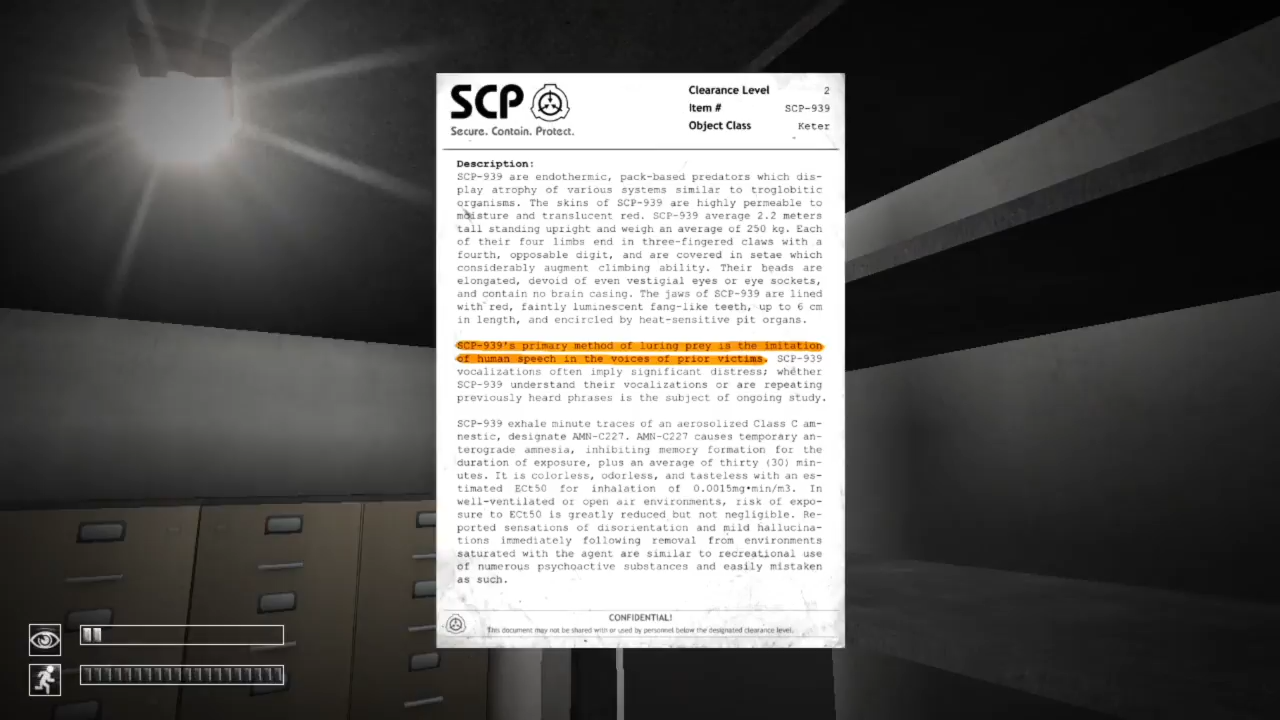 SCP
Secure. Contain. Protect.
Clearance Level 2
Item # SCP-939
Object Class Keter
Description:
SCP-939 are endothermic, pack-based predators which dis-
play atrophy of various systems similar to troglobitic
organisms. The skins of SCP-939 are highly permeable to
moisture and translucent red. SCP-939 average 2.2 meters
tall standing upright and weigh an average of 250 kg. Each
of their four limbs end in three-fingered claws with a
fourth, opposable digit, and are covered in setae which
considerably augment climbing ability. Their heads are
elongated, devoid of even vestigial eyes or eye sockets,
and contain no brain casing. The jaws of SCP-939 are lined
with red, faintly luminescent fang-like teeth, up to 6 cm
in length, and encircled by heat-sensitive pit organs.
SCP-939's primary method of luring prey is the imitation
of human speech in the voices of prior victims. SCP-939
vocalizations often imply significant distress; whether
SCP-939 understand their vocalizations or are repeating
previously heard phrases is the subject of ongoing study.
SCP-939 exhale minute traces of an aerosolized Class C am-
nestic, designate AMN-C227. AMN-C227 causes temporary an-
terograde amnesia, inhibiting memory formation for the
duration of exposure, plus an average of thirty (30) min-
utes. It is colorless, odorless, and tasteless with an es-
timated ECt50 for inhalation of 0.0015mg•min/m3. In
well-ventilated or open air environments, risk of expo-
sure to ECt50 is greatly reduced but not negligible. Re-
ported sensations of disorientation and mild hallucina-
tions immediately following removal from environments
saturated with the agent are similar to recreational use
of numerous psychoactive substances and easily mistaken
as such.
CONFIDENTIAL!
This document may not be shared with or used by personnel below the designated clearance level.